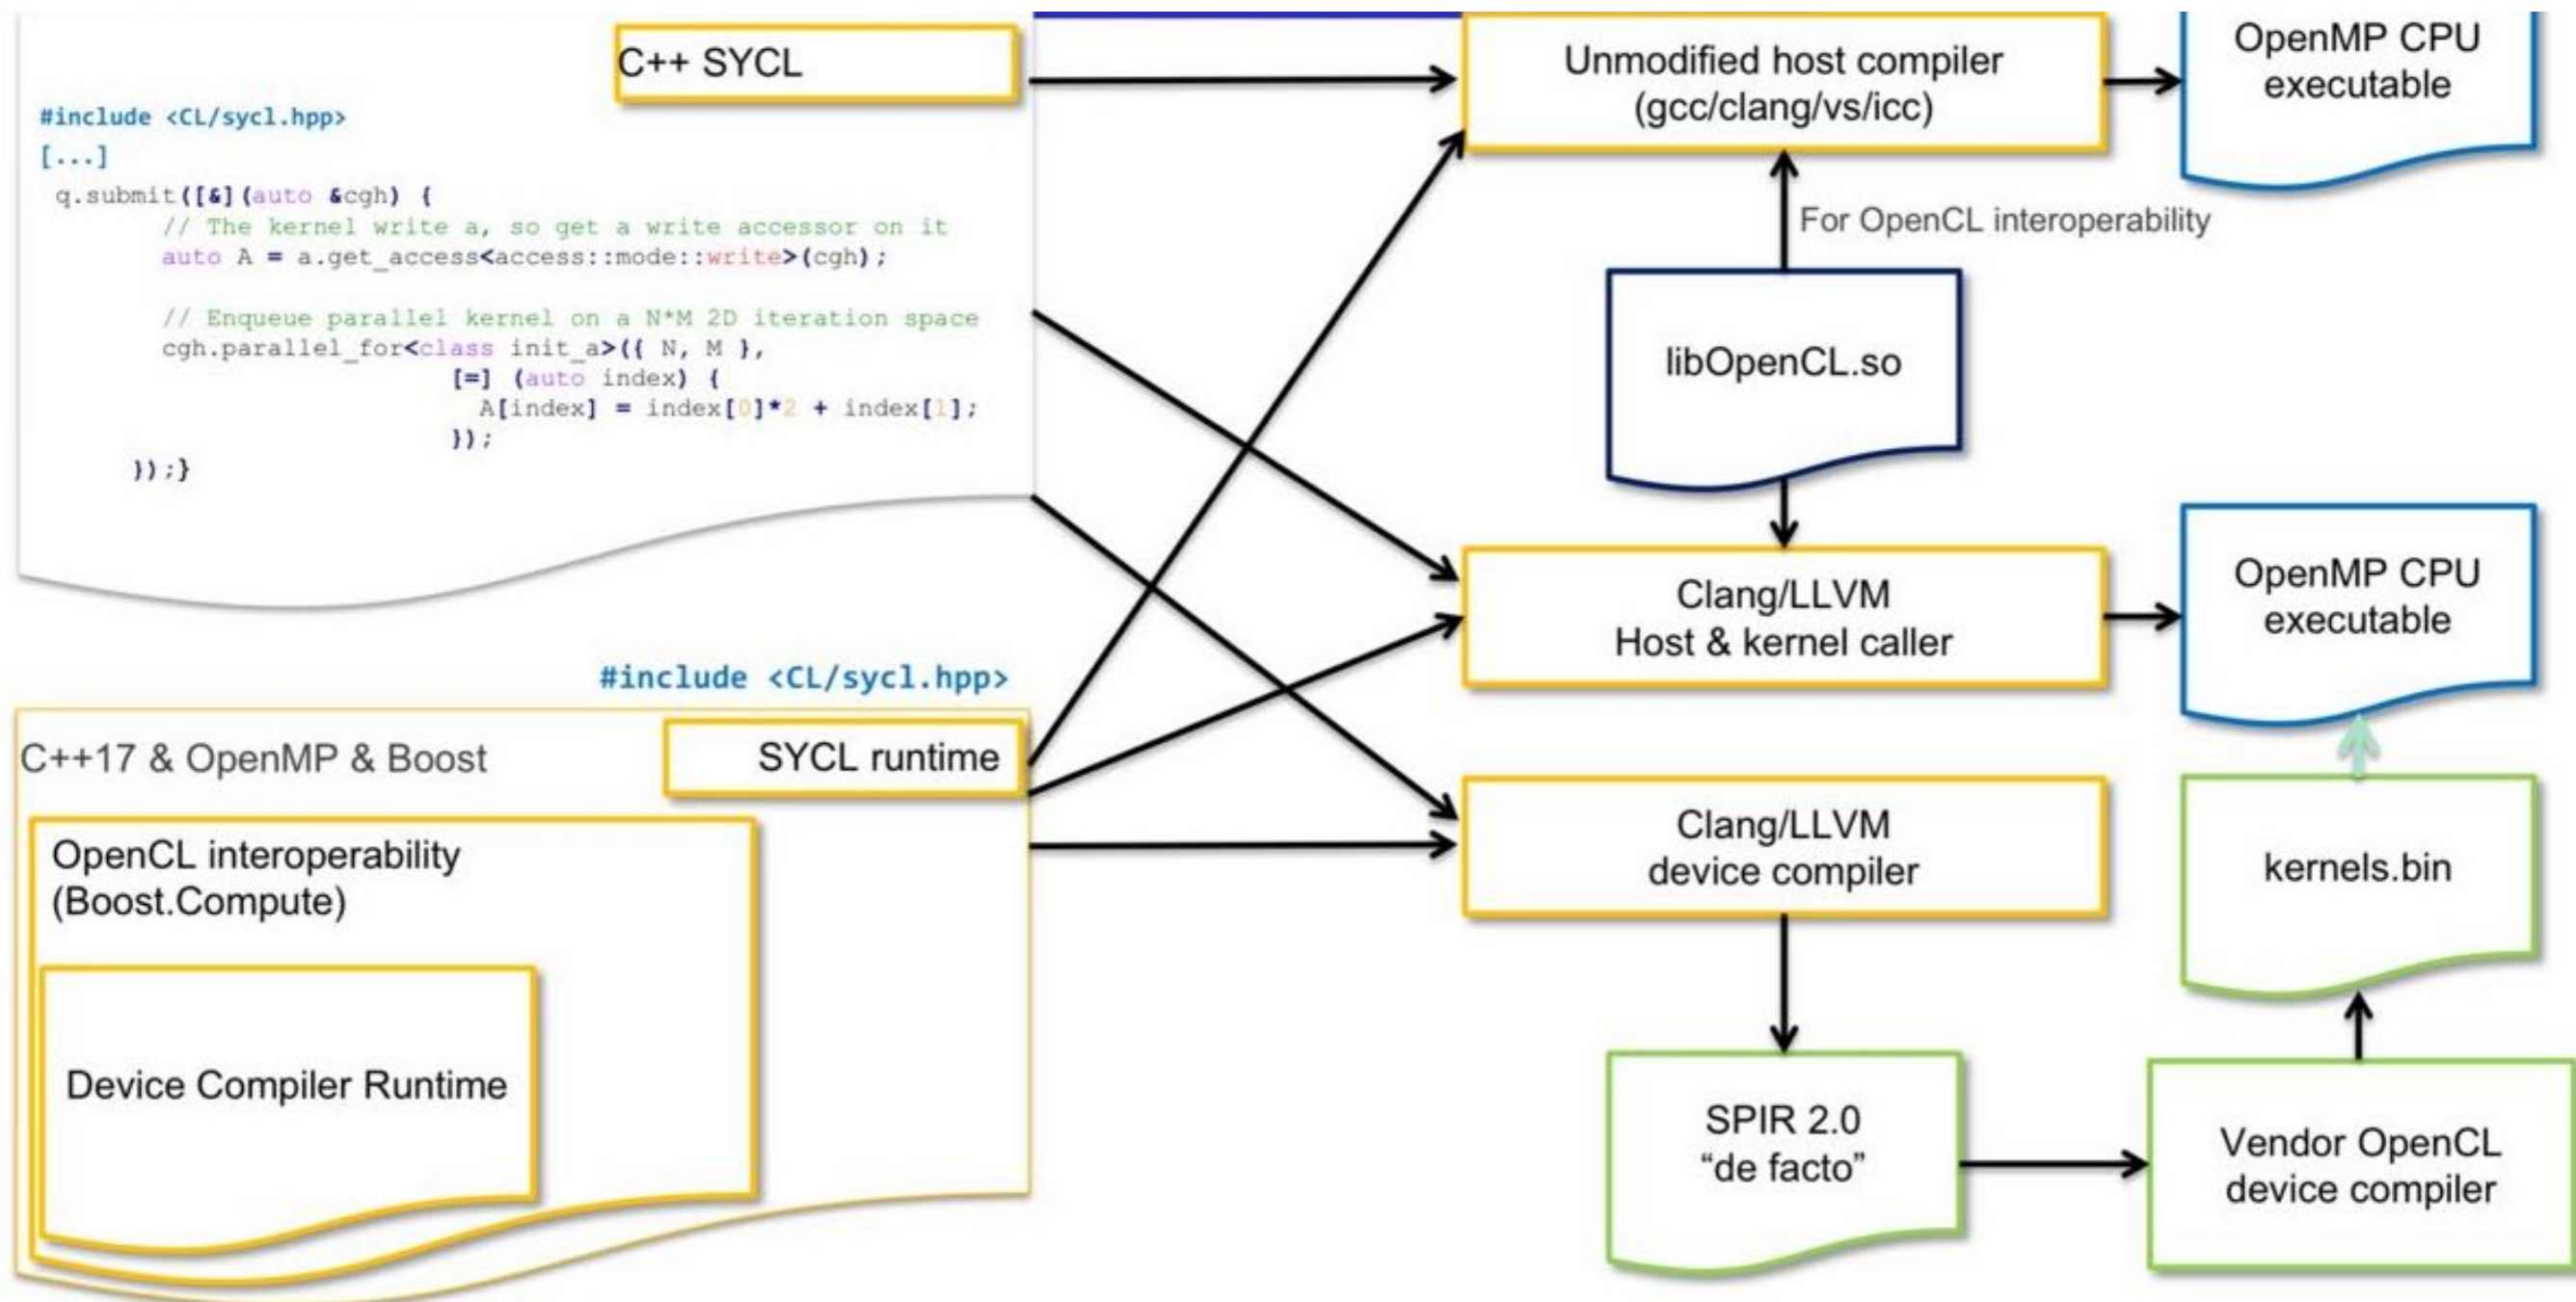 C++ SYCL
#include <CL/sycl.hpp>
[...]
q.submit([&](auto &cgh) {
// The kernel write a, so get a write accessor on it
auto A = a.get_access<access::mode::write>(cgh);
// Enqueue parallel kernel on a N*M 2D iteration space
cgh.parallel_for<class init_a>({ N, M },
[=] (auto index) {
A[index] = index[0]*2 + index[1];
});
});}
#include <CL/sycl.hpp>
C++17 & OpenMP & Boost
SYCL runtime
OpenCL interoperability
(Boost.Compute)
Device Compiler Runtime
Unmodified host compiler
(gcc/clang/vs/icc)
OpenMP CPU
executable
For OpenCL interoperability
libOpenCL.so
Clang/LLVM
Host & kernel caller
OpenMP CPU
executable
Clang/LLVM
device compiler
kernels.bin
SPIR 2.0
“de facto”
Vendor OpenCL
device compiler